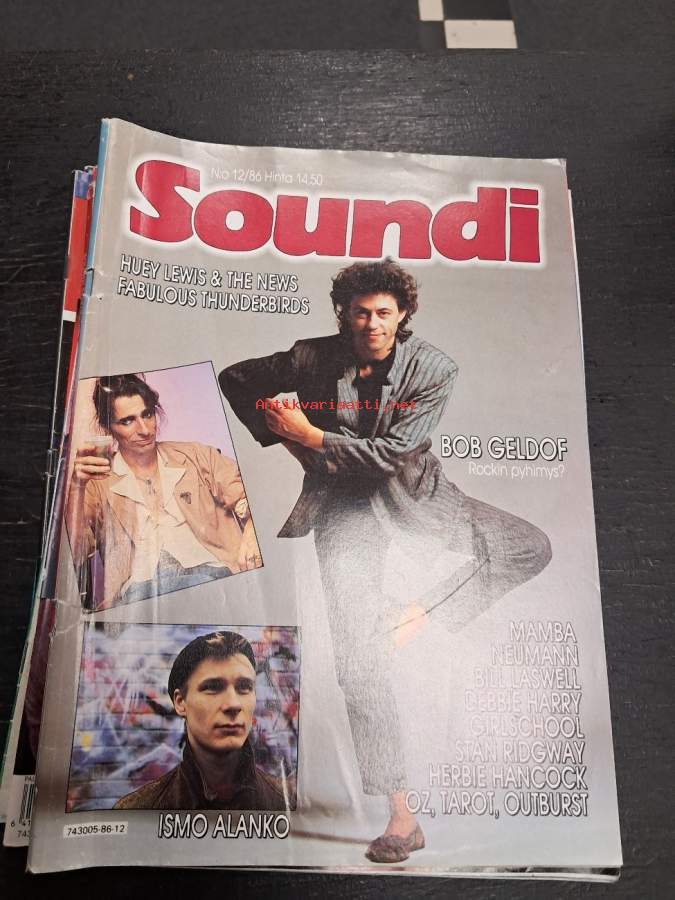 N:o 12/86 Hinta 14,50
Soundi
HUEY LEWIS & THE NEWS
FABULOUS THUNDERBIRDS
Antikvariaatti.net
BOB GELDOF
Rockin pyhimys?
MAMBA
NEUMANN
BILL LASWELL
DEBBIE HARRY
GIRLSCHOOL
STAN RIDGWAY
HERBIE HANCOCK
OZ, TAROT, OUTBURST
ISMO ALANKO
743005-86-12